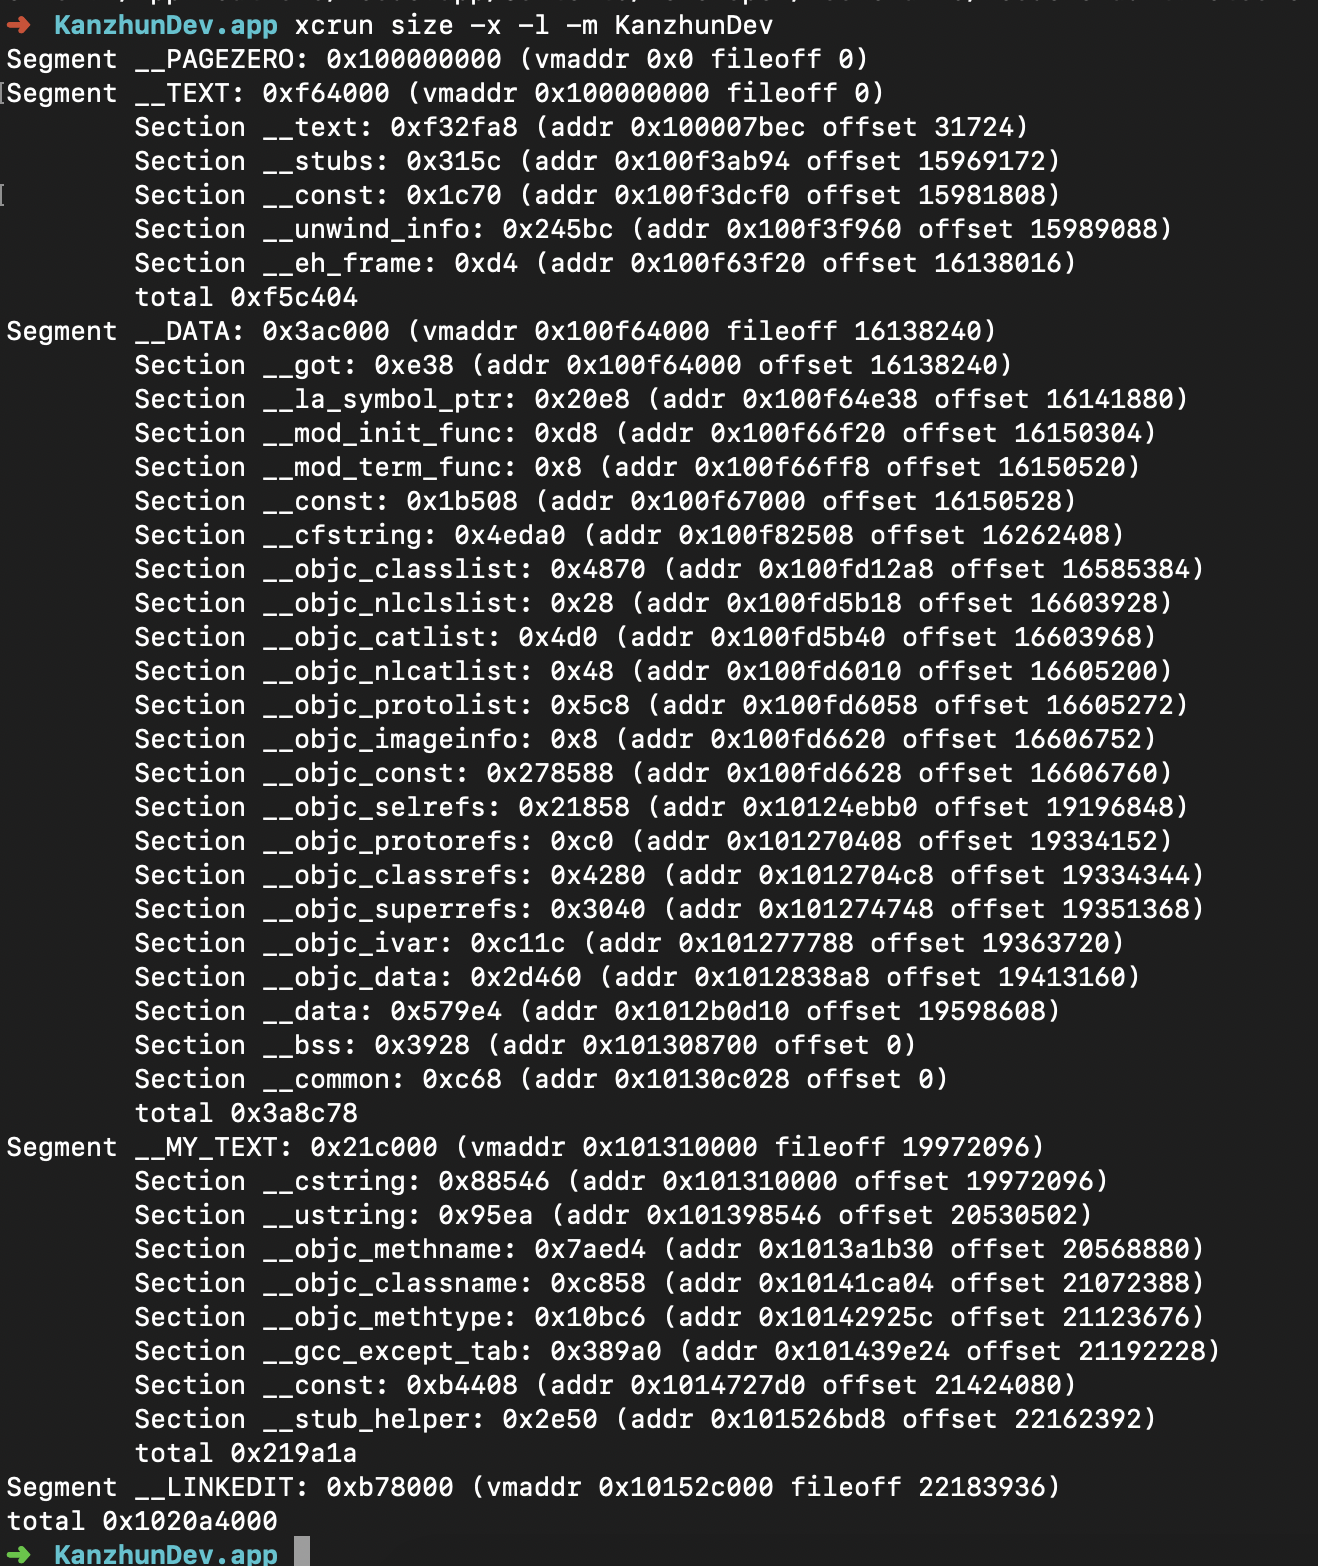 ➜  KanzhunDev.app xcrun size -x -l -m KanzhunDev
Segment __PAGEZERO: 0x100000000 (vmaddr 0x0 fileoff 0)
Segment __TEXT: 0xf64000 (vmaddr 0x100000000 fileoff 0)
	Section __text: 0xf32fa8 (addr 0x100007bec offset 31724)
	Section __stubs: 0x315c (addr 0x100f3ab94 offset 15969172)
	Section __const: 0x1c70 (addr 0x100f3dcf0 offset 15981808)
	Section __unwind_info: 0x245bc (addr 0x100f3f960 offset 15989088)
	Section __eh_frame: 0xd4 (addr 0x100f63f20 offset 16138016)
	total 0xf5c404
Segment __DATA: 0x3ac000 (vmaddr 0x100f64000 fileoff 16138240)
	Section __got: 0xe38 (addr 0x100f64000 offset 16138240)
	Section __la_symbol_ptr: 0x20e8 (addr 0x100f64e38 offset 16141880)
	Section __mod_init_func: 0xd8 (addr 0x100f66f20 offset 16150304)
	Section __mod_term_func: 0x8 (addr 0x100f66ff8 offset 16150520)
	Section __const: 0x1b508 (addr 0x100f67000 offset 16150528)
	Section __cfstring: 0x4eda0 (addr 0x100f82508 offset 16262408)
	Section __objc_classlist: 0x4870 (addr 0x100fd12a8 offset 16585384)
	Section __objc_nlclslist: 0x28 (addr 0x100fd5b18 offset 16603928)
	Section __objc_catlist: 0x4d0 (addr 0x100fd5b40 offset 16603968)
	Section __objc_nlcatlist: 0x48 (addr 0x100fd6010 offset 16605200)
	Section __objc_protolist: 0x5c8 (addr 0x100fd6058 offset 16605272)
	Section __objc_imageinfo: 0x8 (addr 0x100fd6620 offset 16606752)
	Section __objc_const: 0x278588 (addr 0x100fd6628 offset 16606760)
	Section __objc_selrefs: 0x21858 (addr 0x10124ebb0 offset 19196848)
	Section __objc_protorefs: 0xc0 (addr 0x101270408 offset 19334152)
	Section __objc_classrefs: 0x4280 (addr 0x1012704c8 offset 19334344)
	Section __objc_superrefs: 0x3040 (addr 0x101274748 offset 19351368)
	Section __objc_ivar: 0xc11c (addr 0x101277788 offset 19363720)
	Section __objc_data: 0x2d460 (addr 0x1012838a8 offset 19413160)
	Section __data: 0x579e4 (addr 0x1012b0d10 offset 19598608)
	Section __bss: 0x3928 (addr 0x101308700 offset 0)
	Section __common: 0xc68 (addr 0x10130c028 offset 0)
	total 0x3a8c78
Segment __MY_TEXT: 0x21c000 (vmaddr 0x101310000 fileoff 19972096)
	Section __cstring: 0x88546 (addr 0x101310000 offset 19972096)
	Section __ustring: 0x95ea (addr 0x101398546 offset 20530502)
	Section __objc_methname: 0x7aed4 (addr 0x1013a1b30 offset 20568880)
	Section __objc_classname: 0xc858 (addr 0x10141ca04 offset 21072388)
	Section __objc_methtype: 0x10bc6 (addr 0x10142925c offset 21123676)
	Section __gcc_except_tab: 0x389a0 (addr 0x101439e24 offset 21192228)
	Section __const: 0xb4408 (addr 0x1014727d0 offset 21424080)
	Section __stub_helper: 0x2e50 (addr 0x101526bd8 offset 22162392)
	total 0x219a1a
Segment __LINKEDIT: 0xb78000 (vmaddr 0x10152c000 fileoff 22183936)
total 0x1020a4000
➜  KanzhunDev.app